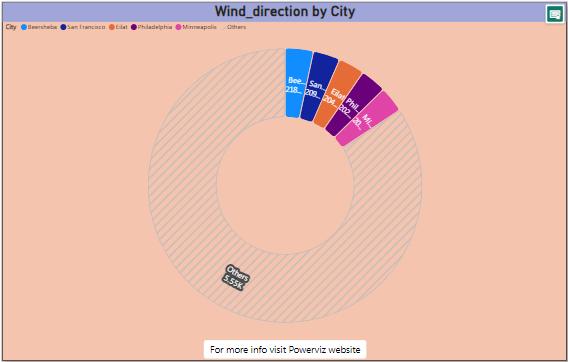 Wind_direction by City
City Beersheba San Francisco Eilat Philadelphia Minneapolis Others
Bee...
218...
San...
209...
Eilat
204...
Phil...
202...
Mi...
20...
Others
5.55K
For more info visit Powerviz website